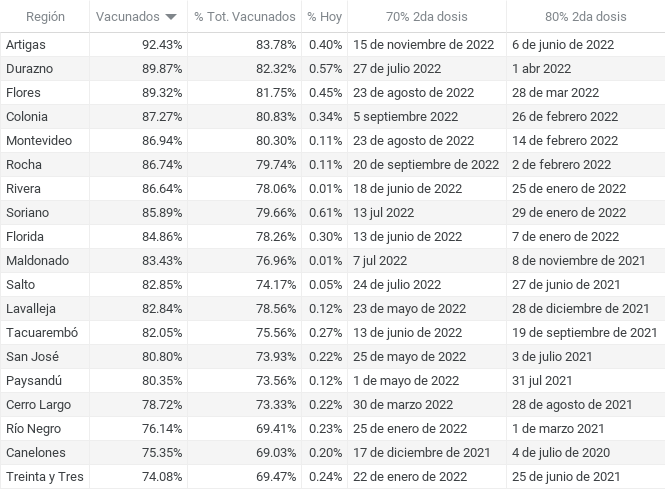 Región Vacunados % Tot. Vacunados % Hoy 70% 2da dosis 80% 2da dosis
Artigas 92.43% 83.78% 0.40% 15 de noviembre de 2022 6 de junio de 2022
Durazno 89.87% 82.32% 0.57% 27 de julio 2022 1 abr 2022
Flores 89.32% 81.75% 0.45% 23 de agosto de 2022 28 de mar 2022
Colonia 87.27% 80.83% 0.34% 5 septiembre 2022 26 de febrero 2022
Montevideo 86.94% 80.30% 0.11% 23 de agosto de 2022 14 de febrero 2022
Rocha 86.74% 79.74% 0.11% 20 de septiembre de 2022 2 de febrero 2022
Rivera 86.64% 78.06% 0.01% 18 de junio de 2022 25 de enero de 2022
Soriano 85.89% 79.66% 0.61% 13 jul 2022 29 de enero de 2022
Florida 84.86% 78.26% 0.30% 13 de junio de 2022 7 de enero de 2022
Maldonado 83.43% 76.96% 0.01% 7 jul 2022 8 de noviembre de 2021
Salto 82.85% 74.17% 0.05% 24 de julio 2022 27 de junio de 2021
Lavalleja 82.84% 78.56% 0.12% 23 de mayo de 2022 28 de diciembre de 2021
Tacuarembó 82.05% 75.56% 0.27% 13 de junio de 2022 19 de septiembre de 2021
San José 80.80% 73.93% 0.22% 25 de mayo de 2022 3 de julio 2021
Paysandú 80.35% 73.56% 0.12% 1 de mayo de 2022 31 jul 2021
Cerro Largo 78.72% 73.33% 0.22% 30 de marzo 2022 28 de agosto de 2021
Río Negro 76.14% 69.41% 0.23% 25 de enero de 2022 1 de marzo 2021
Canelones 75.35% 69.03% 0.20% 17 de diciembre de 2021 4 de julio de 2020
Treinta y Tres 74.08% 69.47% 0.24% 22 de enero de 2022 25 de junio de 2021